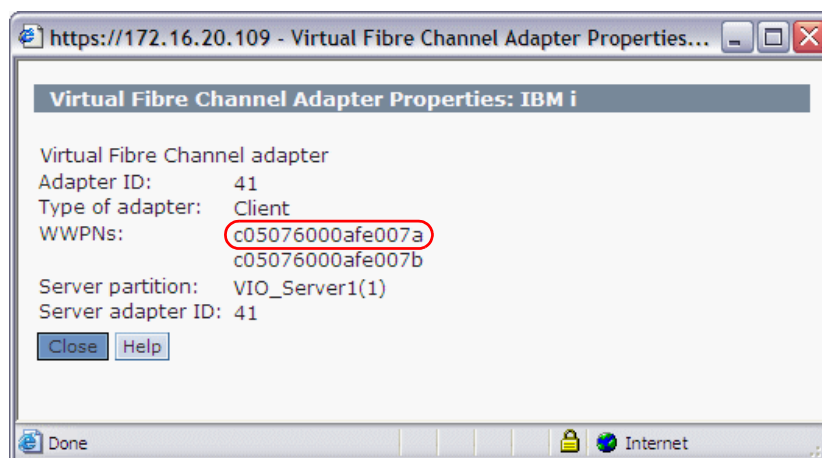 https://172.16.20.109 - Virtual Fibre Channel Adapter Properties...
Virtual Fibre Channel Adapter Properties: IBM i
Virtual Fibre Channel adapter
Adapter ID: 41
Type of adapter: Client
WWPNs: c05076000afe007a
c05076000afe007b
Server partition: VIO_Server1(1)
Server adapter ID: 41
Close Help
Done Internet